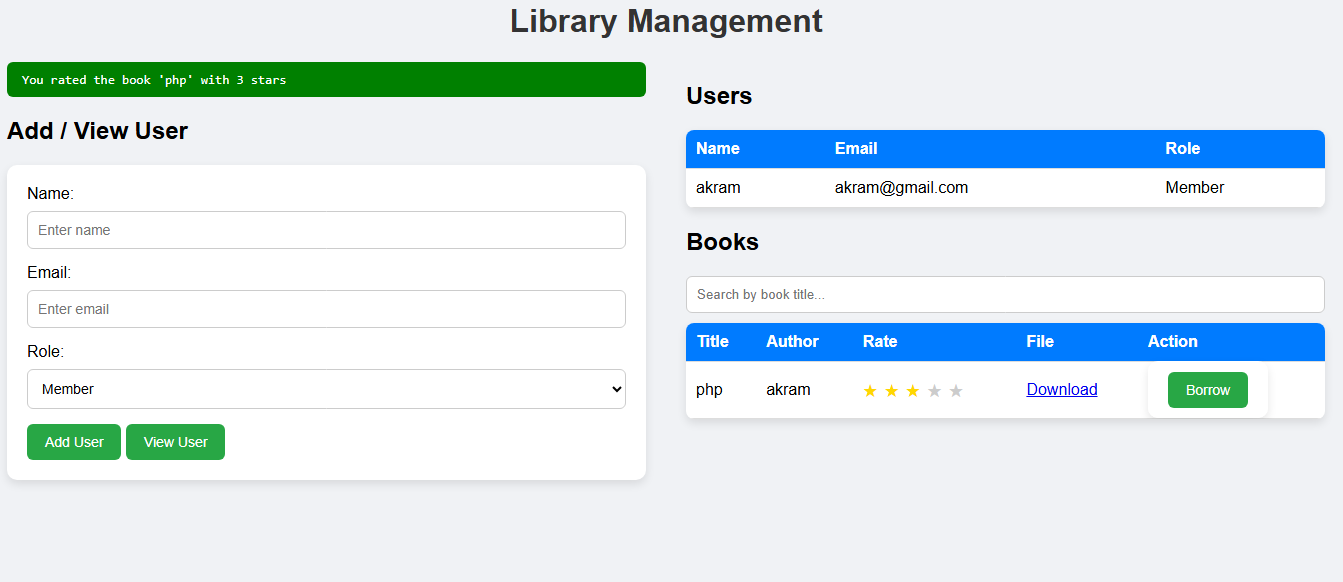 Library Management
You rated the book 'php' with 3 stars
Add / View User
Name:
Enter name
Email:
Enter email
Role:
Member
Add User View User
Users
Name Email Role
akram akram@gmail.com Member
Books
Search by book title...
Title Author Rate File Action
php akram ★ ★ ★ ★ ★ Download Borrow